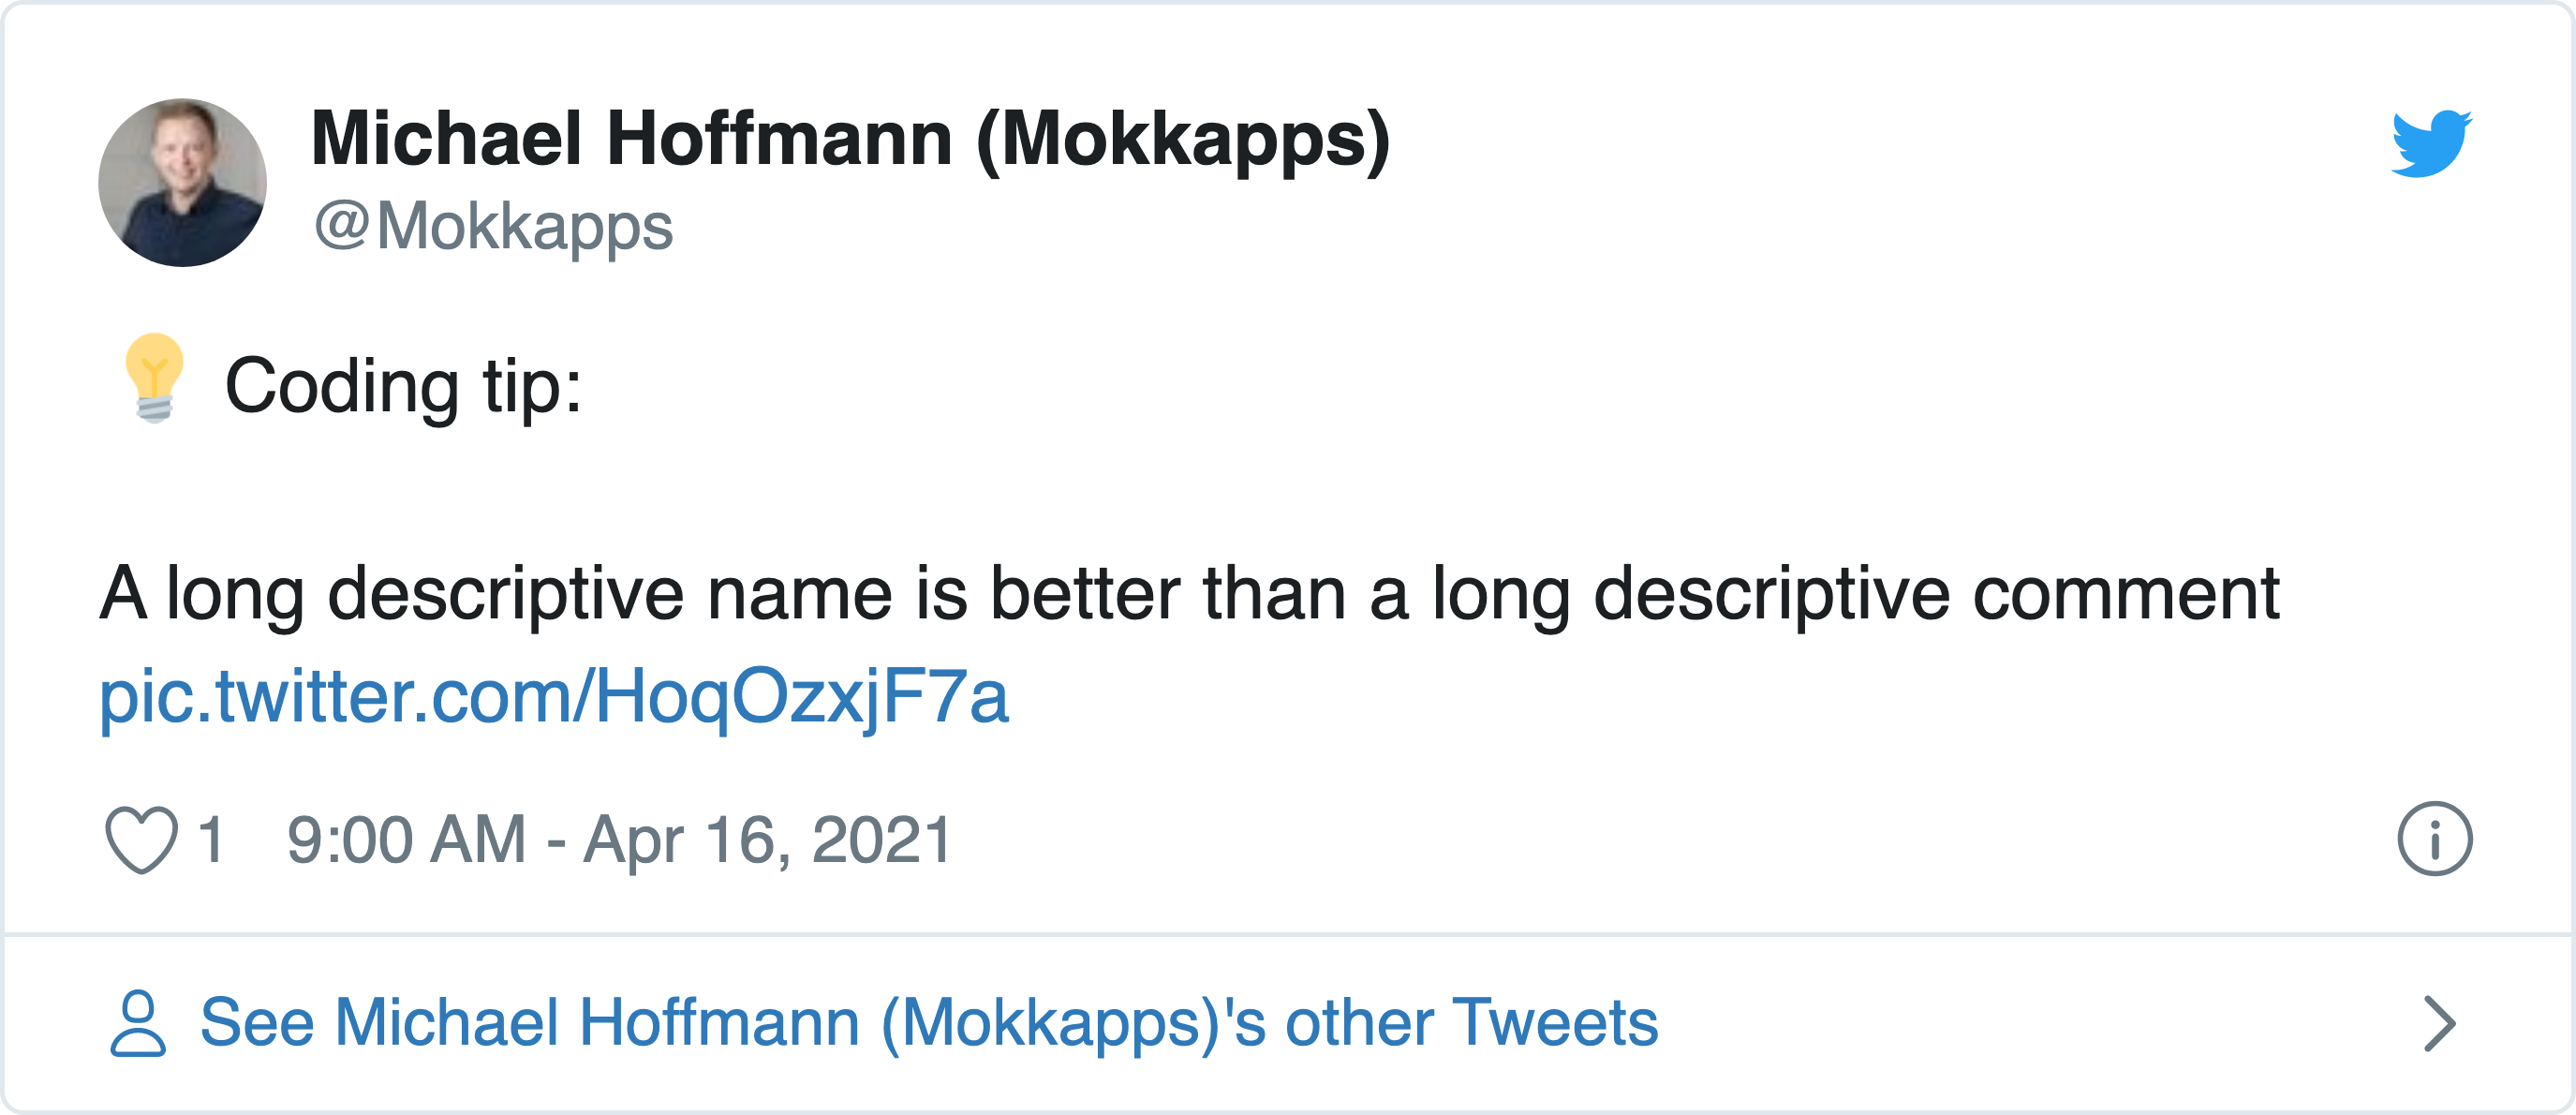 Michael Hoffmann (Mokkapps)
@Mokkapps
💡 Coding tip:
A long descriptive name is better than a long descriptive comment
pic.twitter.com/HoqOzxjF7a
1 9:00 AM - Apr 16, 2021
See Michael Hoffmann (Mokkapps)'s other Tweets